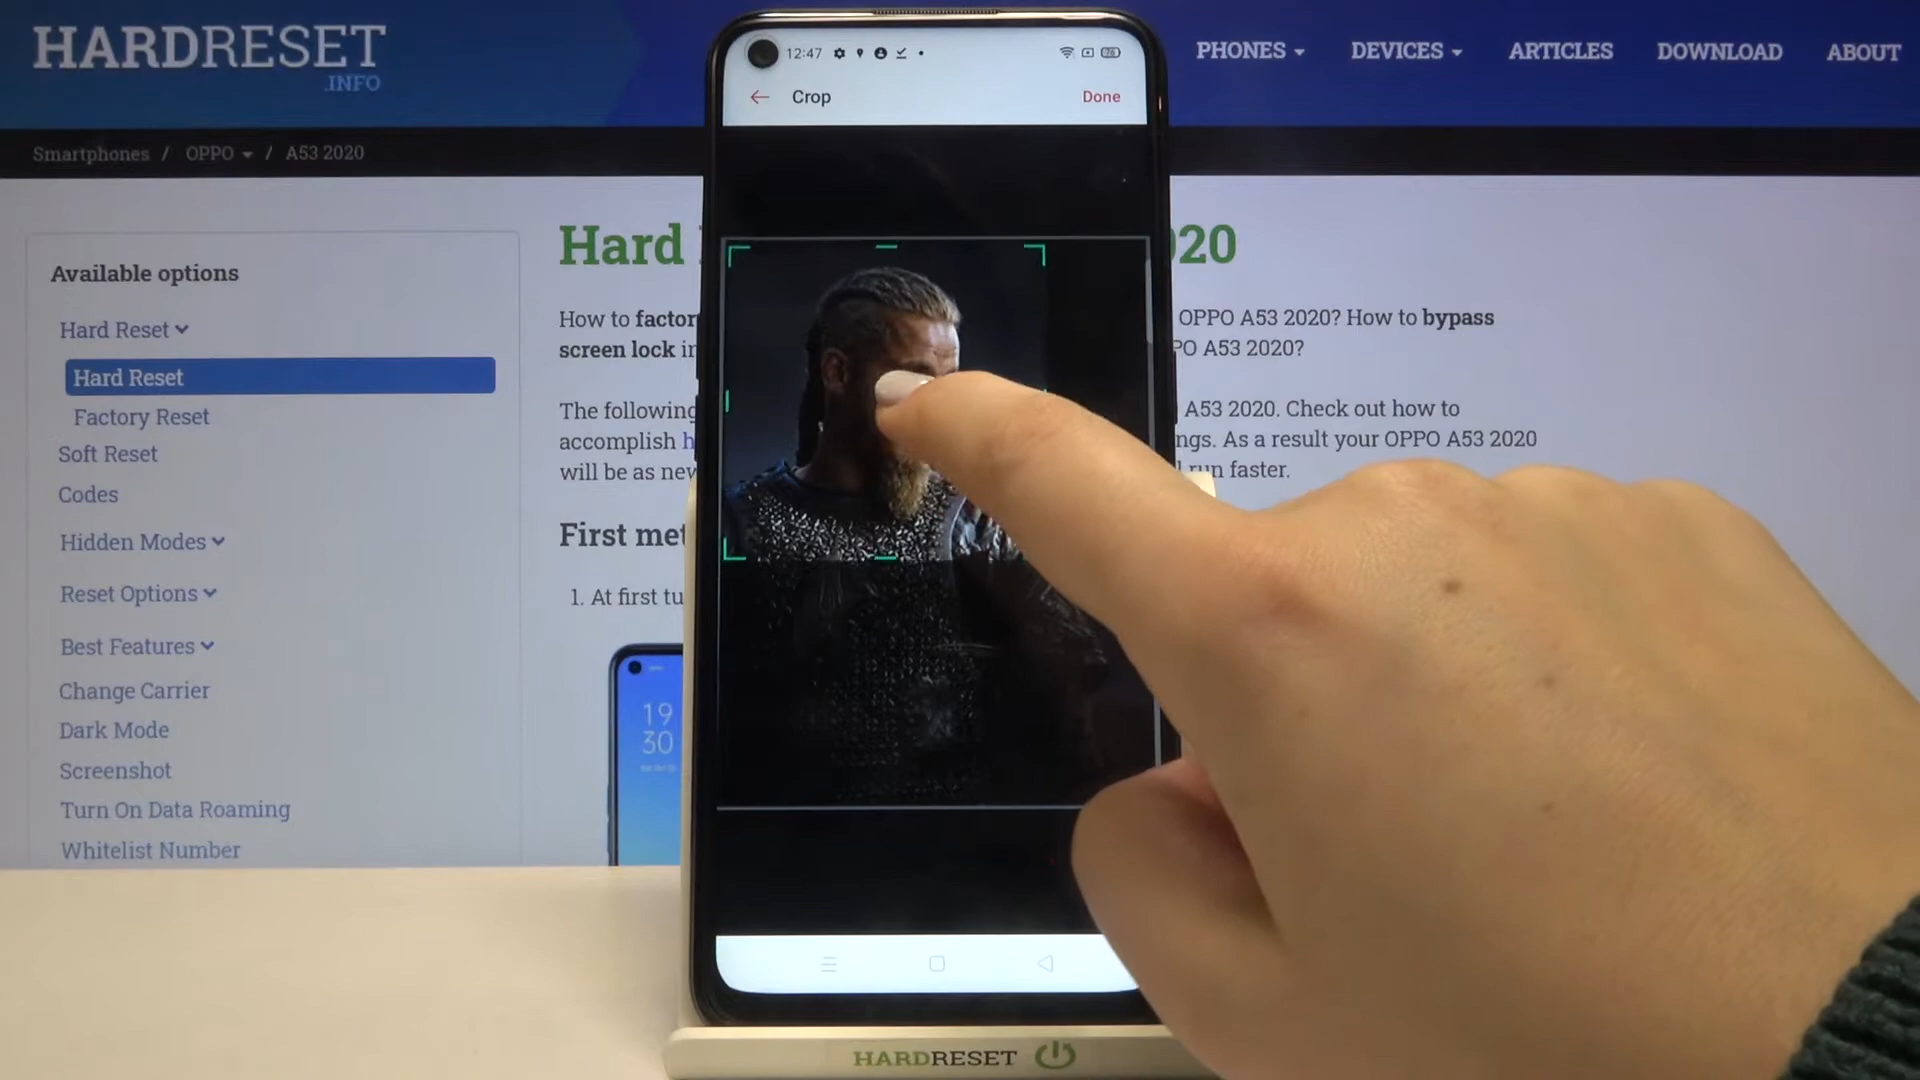 HARDRESET
.INFO
PHONES
DEVICES
ARTICLES
DOWNLOAD
ABOUT
Smartphones / OPPO / A53 2020
12:47
76
Crop
Done
Available options
Hard Reset
Hard Reset
Factory Reset
Soft Reset
Codes
Hidden Modes
Reset Options
Best Features
Change Carrier
Dark Mode
Screenshot
Turn On Data Roaming
Whitelist Number
Hard
020
How to factor
OPPO A53 2020? How to bypass
screen lock in
PO A53 2020?
The following
A53 2020. Check out how to
accomplish h
ngs. As a result your OPPO A53 2020
will be as new
run faster.
First met
1. At first tu
19
30
HARDRESET